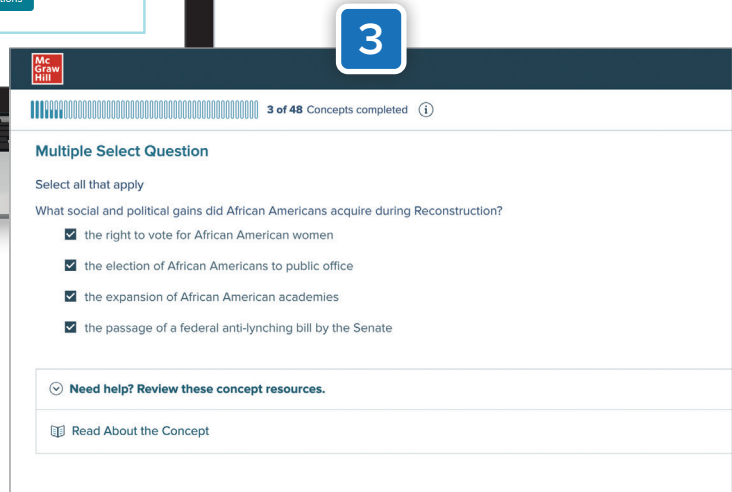 3
Mc
Graw
Hill
3 of 48 Concepts completed
Multiple Select Question
Select all that apply
What social and political gains did African Americans acquire during Reconstruction?
the right to vote for African American women
the election of African Americans to public office
the expansion of African American academies
the passage of a federal anti-lynching bill by the Senate
Need help? Review these concept resources.
Read About the Concept